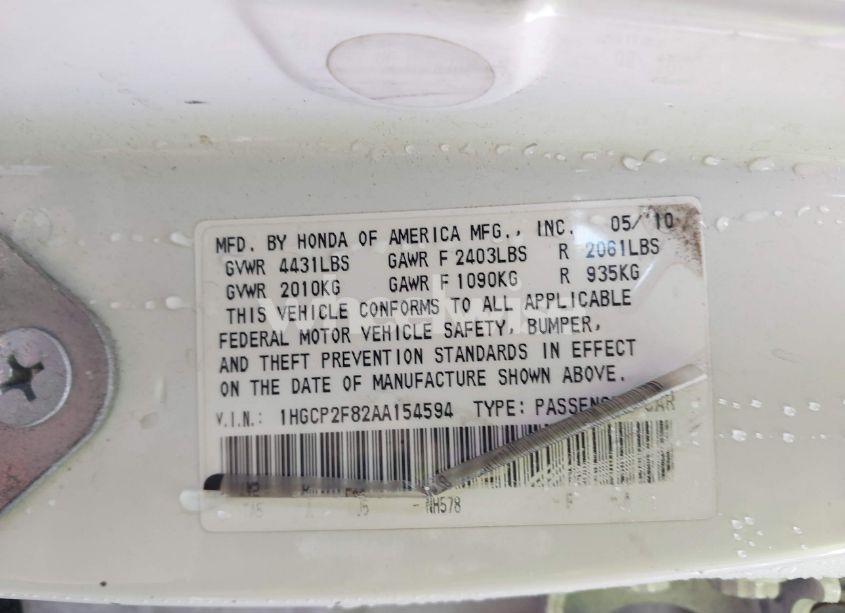 MFD. BY HONDA OF AMERICA MFG., INC. 05/'10
GVWR 4431LBS GAWR F 2403LBS R 2061LBS
GVWR 2010KG GAWR F 1090KG R 935KG
THIS VEHICLE CONFORMS TO ALL APPLICABLE
FEDERAL MOTOR VEHICLE SAFETY, BUMPER,
AND THEFT PREVENTION STANDARDS IN EFFECT
ON THE DATE OF MANUFACTURE SHOWN ABOVE.
V.I.N.: 1HGCP2F82AA154594 TYPE: CAR
NH578